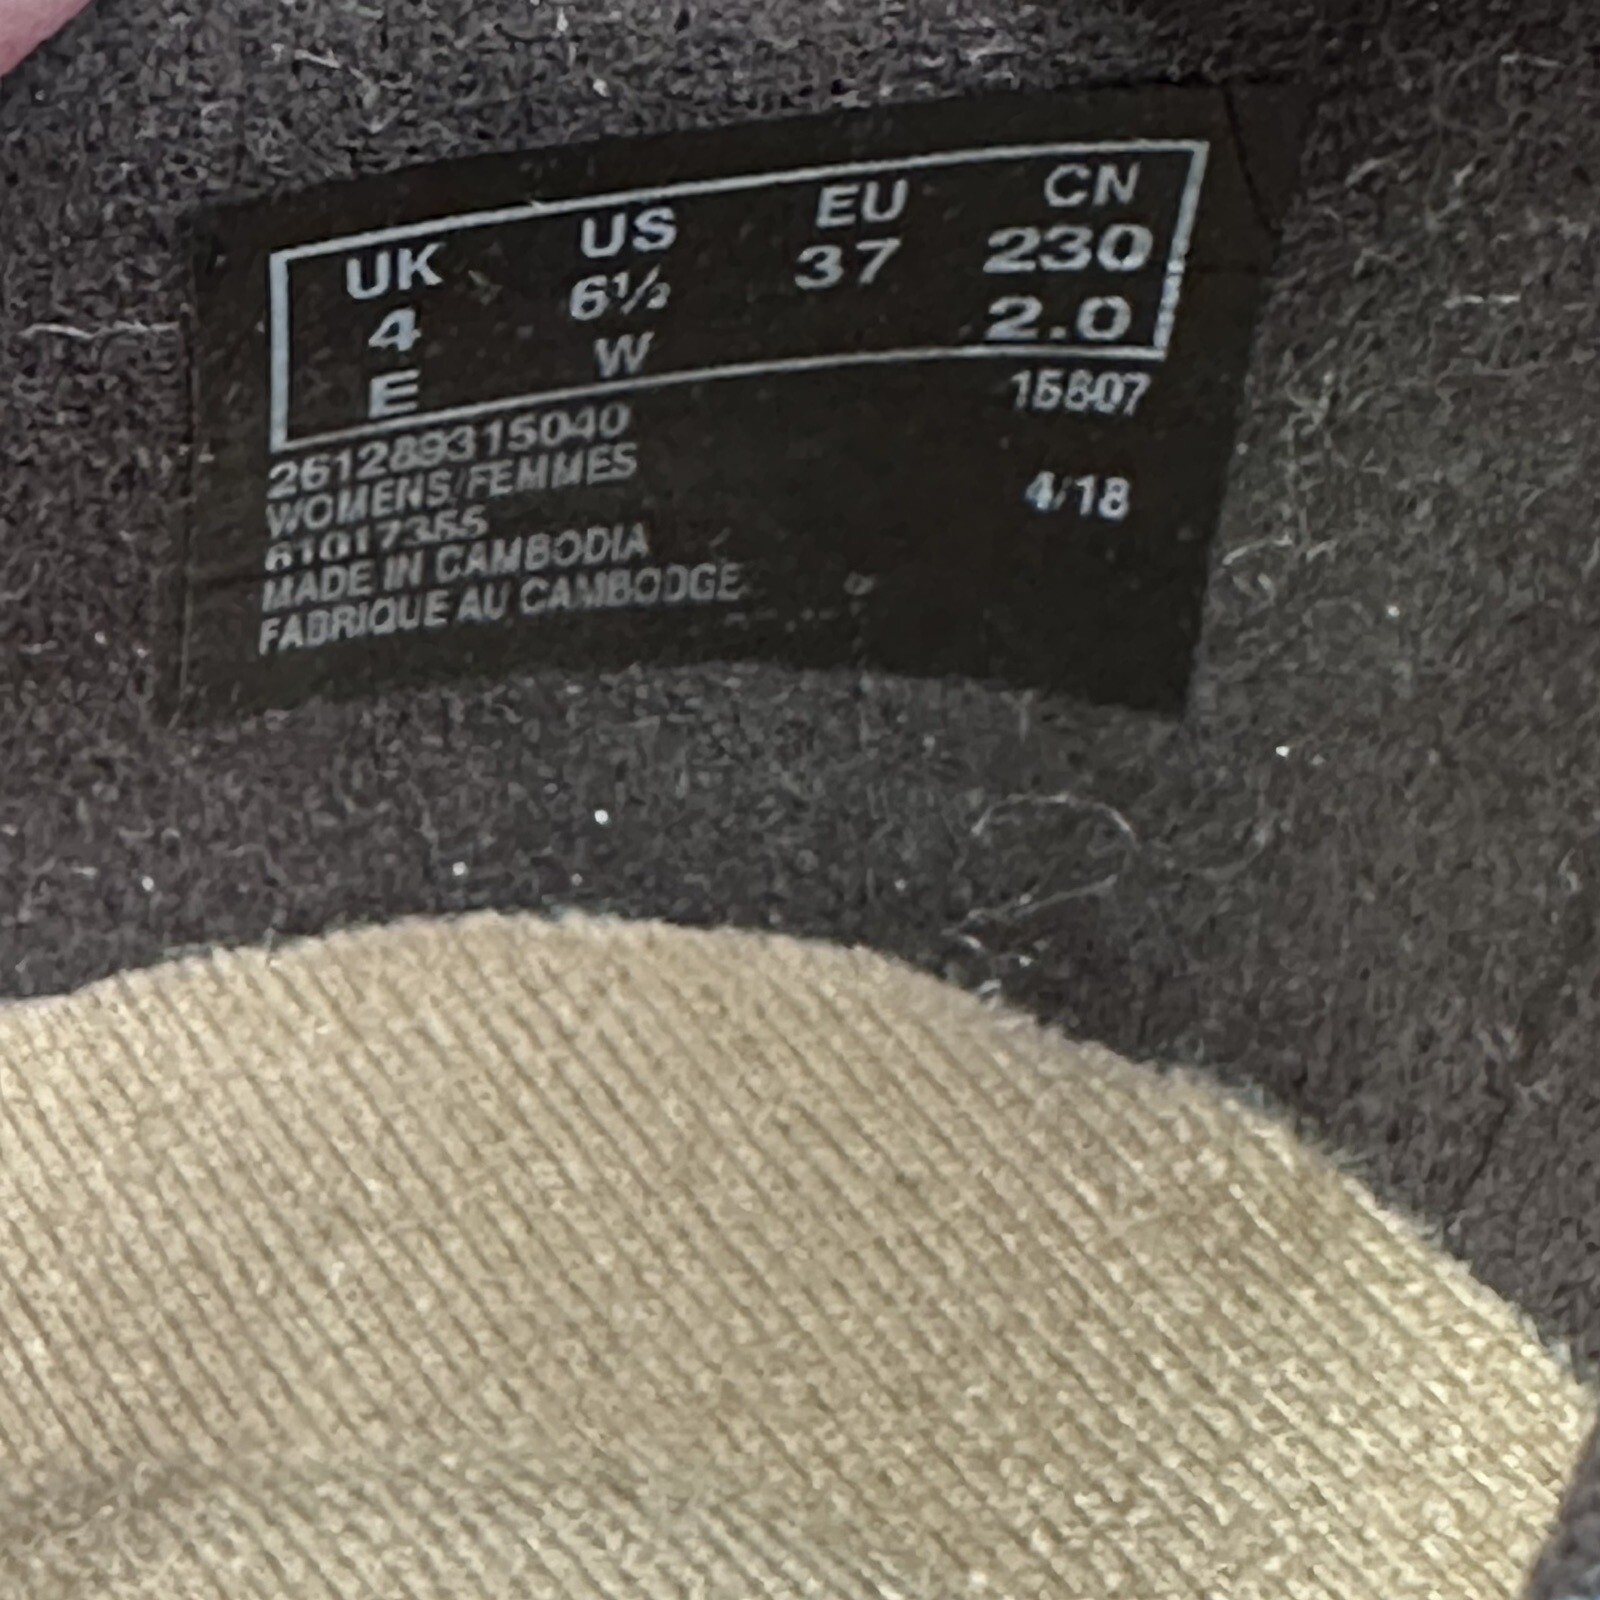 UK US EU CN
4 6½ 37 230
E W 2.0
261289315040 15807
WOMENS/FEMMES
61017355 4/18
MADE IN CAMBODIA
FABRIQUE AU CAMBODGE